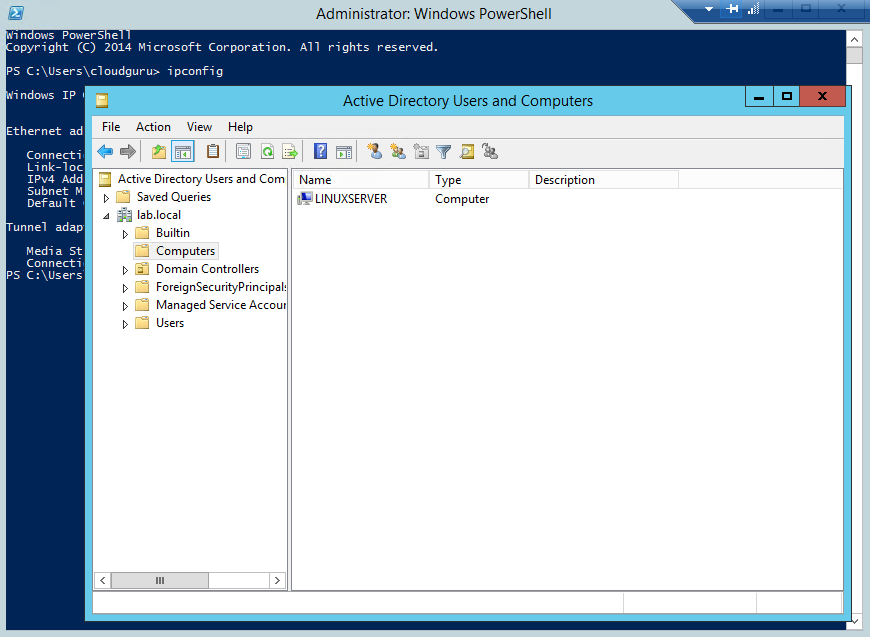 Administrator: Windows PowerShell
Windows PowerShell
Copyright (C) 2014 Microsoft Corporation. All rights reserved.
PS C:\Users\cloudguru> ipconfig
Windows IP
Ethernet ad
Connecti
Link-loc
IPv4 Add
Subnet M
Default
Tunnel adap
Media St
Connecti
PS C:\Users
Active Directory Users and Computers
File Action View Help
Active Directory Users and Com
Saved Queries
lab.local
Builtin
Computers
Domain Controllers
ForeignSecurityPrincipals
Managed Service Accour
Users
Name Type Description
LINUXSERVER Computer